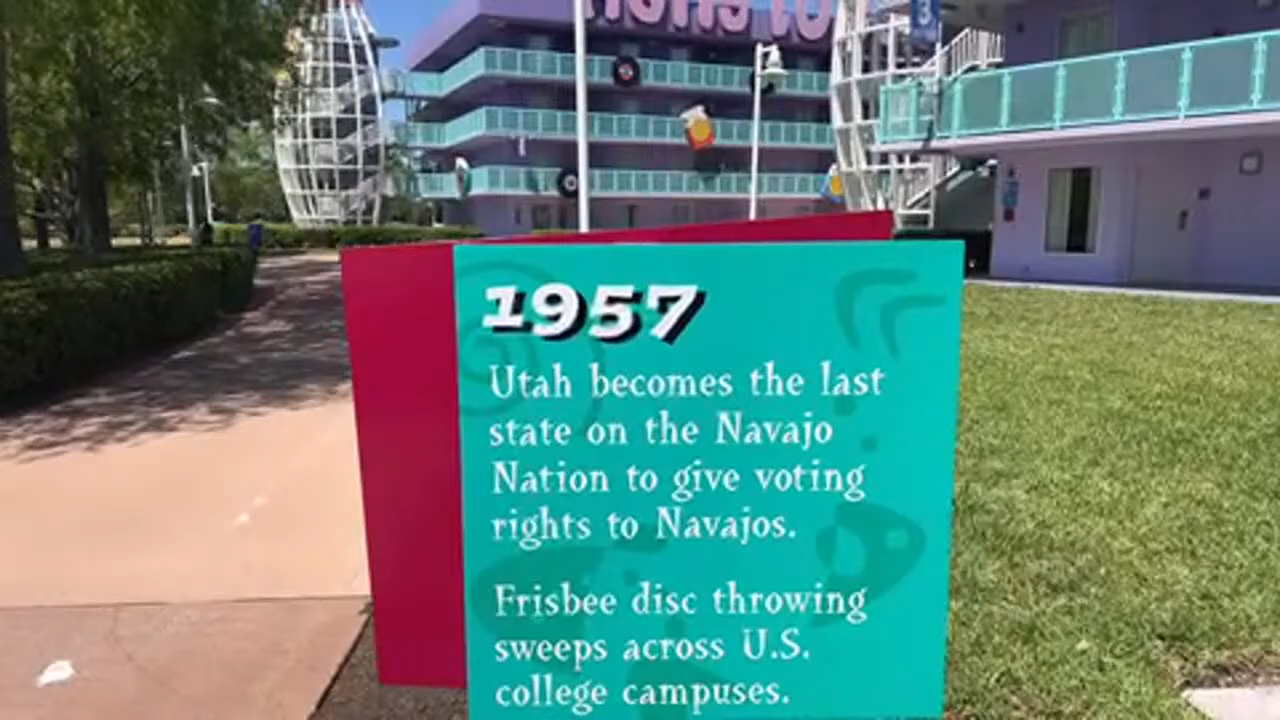 3
1957
Utah becomes the last
state on the Navajo
Nation to give voting
rights to Navajos.
Frisbee disc throwing
sweeps across U.S.
college campuses.